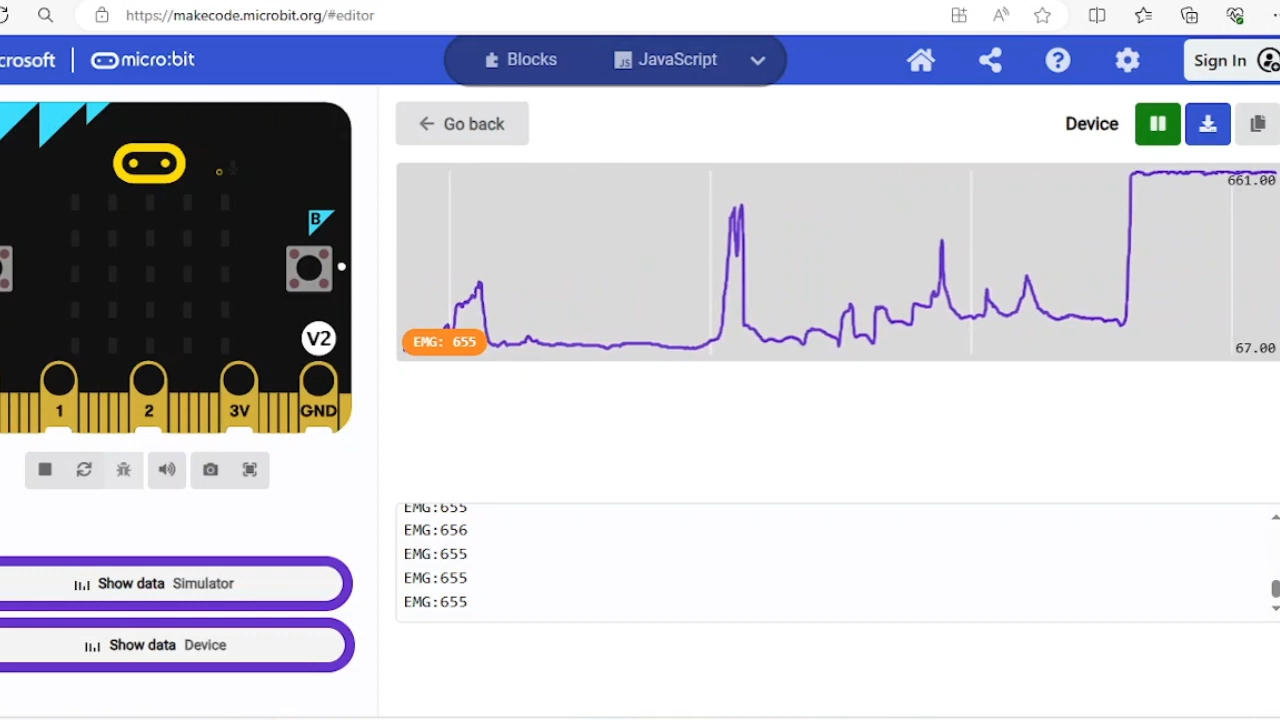 https://makecode.microbit.org/#editor
crosoft
micro:bit
Blocks
JS JavaScript
Sign In
Go back
Device
661.00
EMG: 655
67.00
B
V2
1 2 3V GND
EMG:655
EMG:656
EMG:655
EMG:655
EMG:655
Show data Simulator
Show data Device